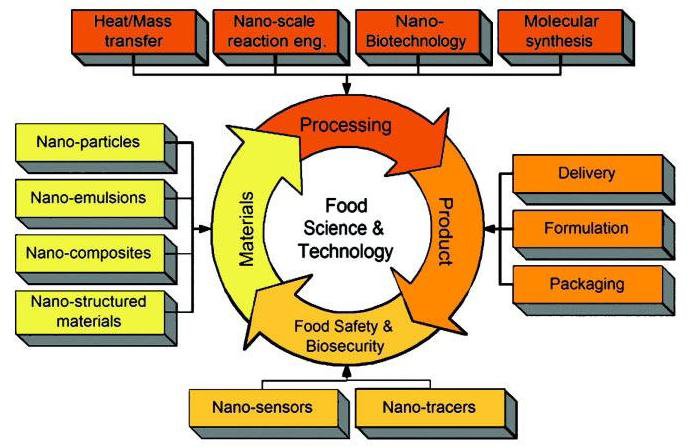 Heat/Mass
transfer
Nano-scale
reaction eng.
Nano-
Biotechnology
Molecular
synthesis
Processing
Nano-particles
Nano-emulsions
Nano-composites
Nano-structured
materials
Materials
Food
Science &
Technology
Product
Delivery
Formulation
Packaging
Food Safety &
Biosecurity
Nano-sensors
Nano-tracers